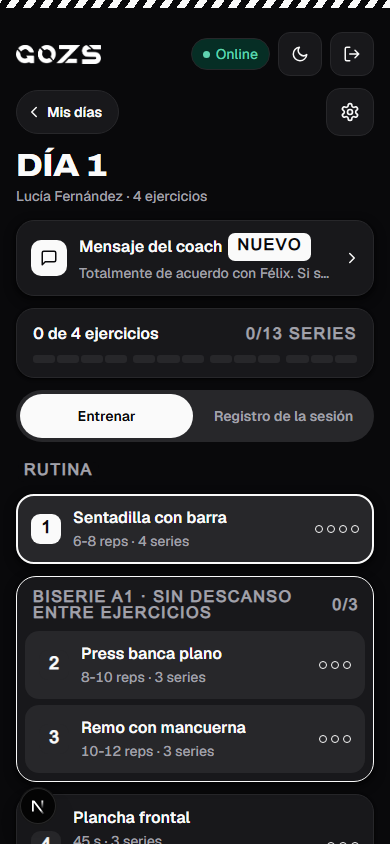 GOZS
Online
Mis días
DÍA 1
Lucía Fernández · 4 ejercicios
Mensaje del coach NUEVO
Totalmente de acuerdo con Félix. Si s...
0 de 4 ejercicios 0/13 SERIES
Entrenar Registro de la sesión
RUTINA
1 Sentadilla con barra
6-8 reps · 4 series
BISERIE A1 · SIN DESCANSO
ENTRE EJERCICIOS 0/3
2 Press banca plano
8-10 reps · 3 series
3 Remo con mancuerna
10-12 reps · 3 series
N
Plancha frontal
4 45 s · 3 series